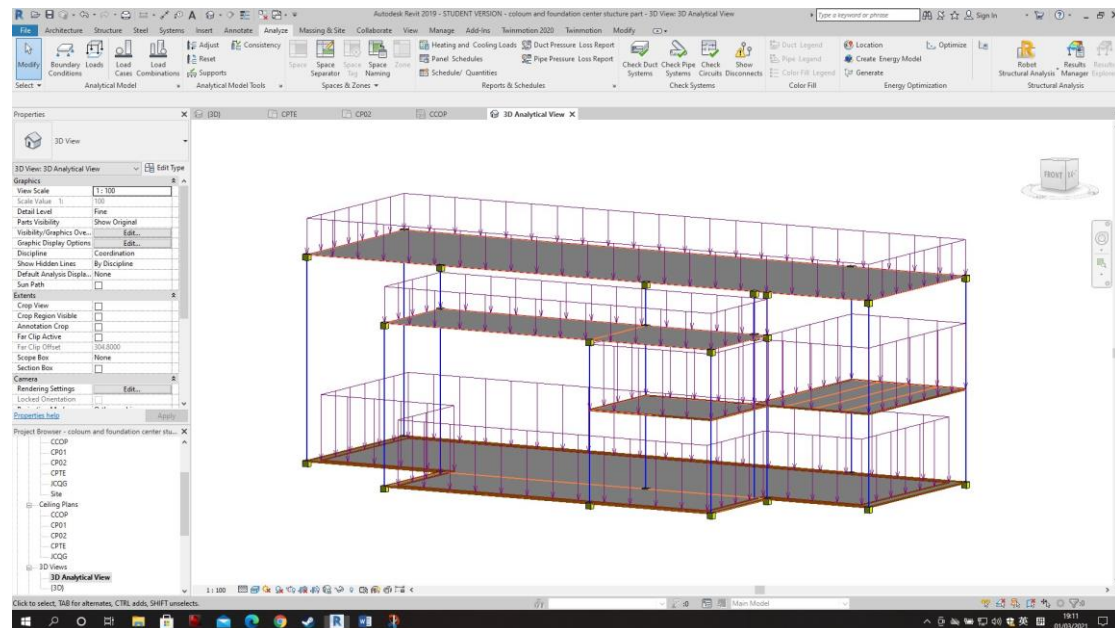 Autodesk Revit 2019 - STUDENT VERSION - coloum and foundation center stucture part - 3D View: 3D Analytical View
Type a keyword or phrase
Sign In
File Architecture Structure Steel Systems Insert Annotate Analyze Massing & Site Collaborate View Manage Add-Ins Twinmotion 2020 Twinmotion Modify
Modify
Boundary Conditions
Loads
Load Cases
Load Combinations
Adjust
Reset
Supports
Consistency
Space
Space Separator
Space Tag
Space Naming
Zone
Heating and Cooling Loads
Panel Schedules
Schedule/ Quantities
Duct Pressure Loss Report
Pipe Pressure Loss Report
Check Duct Systems
Check Pipe Systems
Check Circuits
Show Disconnects
Duct Legend
Pipe Legend
Color Fill Legend
Location
Create Energy Model
Generate
Optimize
Robot Structural Analysis
Results Manager
Results Explorer
Select
Analytical Model
Analytical Model Tools
Spaces & Zones
Reports & Schedules
Check Systems
Color Fill
Energy Optimization
Structural Analysis
Properties
{3D}
CPTE
CP02
CCOP
3D Analytical View
3D View
3D View: 3D Analytical View
Edit Type
Graphics
View Scale 1 : 100
Scale Value 1: 100
Detail Level Fine
Parts Visibility Show Original
Visibility/Graphics Ove... Edit...
Graphic Display Options Edit...
Discipline Coordination
Show Hidden Lines By Discipline
Default Analysis Displa... None
Sun Path
Extents
Crop View
Crop Region Visible
Annotation Crop
Far Clip Active
Far Clip Offset 304.8000
Scope Box None
Section Box
Camera
Rendering Settings Edit...
Locked Orientation
Properties help
Apply
Project Browser - coloum and foundation center stu...
CCOP
CP01
CP02
CPTE
JCQG
Site
Ceiling Plans
CCOP
CP01
CP02
CPTE
JCQG
3D Views
3D Analytical View
{3D}
FRONT
1 : 100
Click to select, TAB for alternates, CTRL adds, SHIFT unselects.
:0
Main Model
英
19:11
01/03/2021